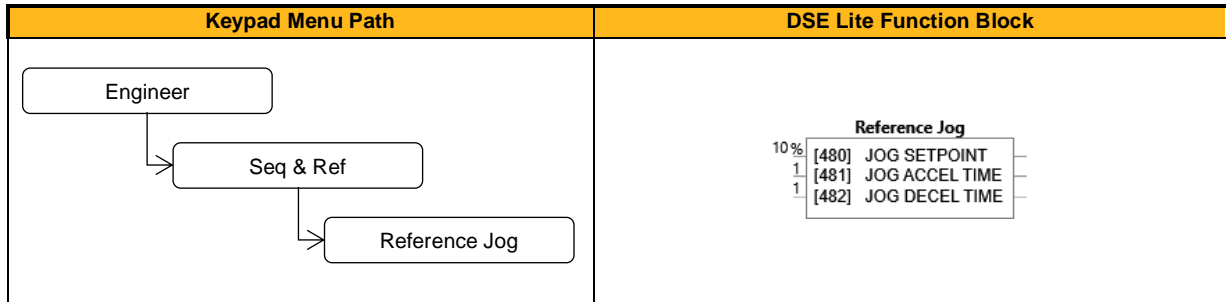 Keypad Menu Path
DSE Lite Function Block
Engineer
Seq & Ref
Reference Jog
Reference Jog
10% [480] JOG SETPOINT
1 [481] JOG ACCEL TIME
1 [482] JOG DECEL TIME